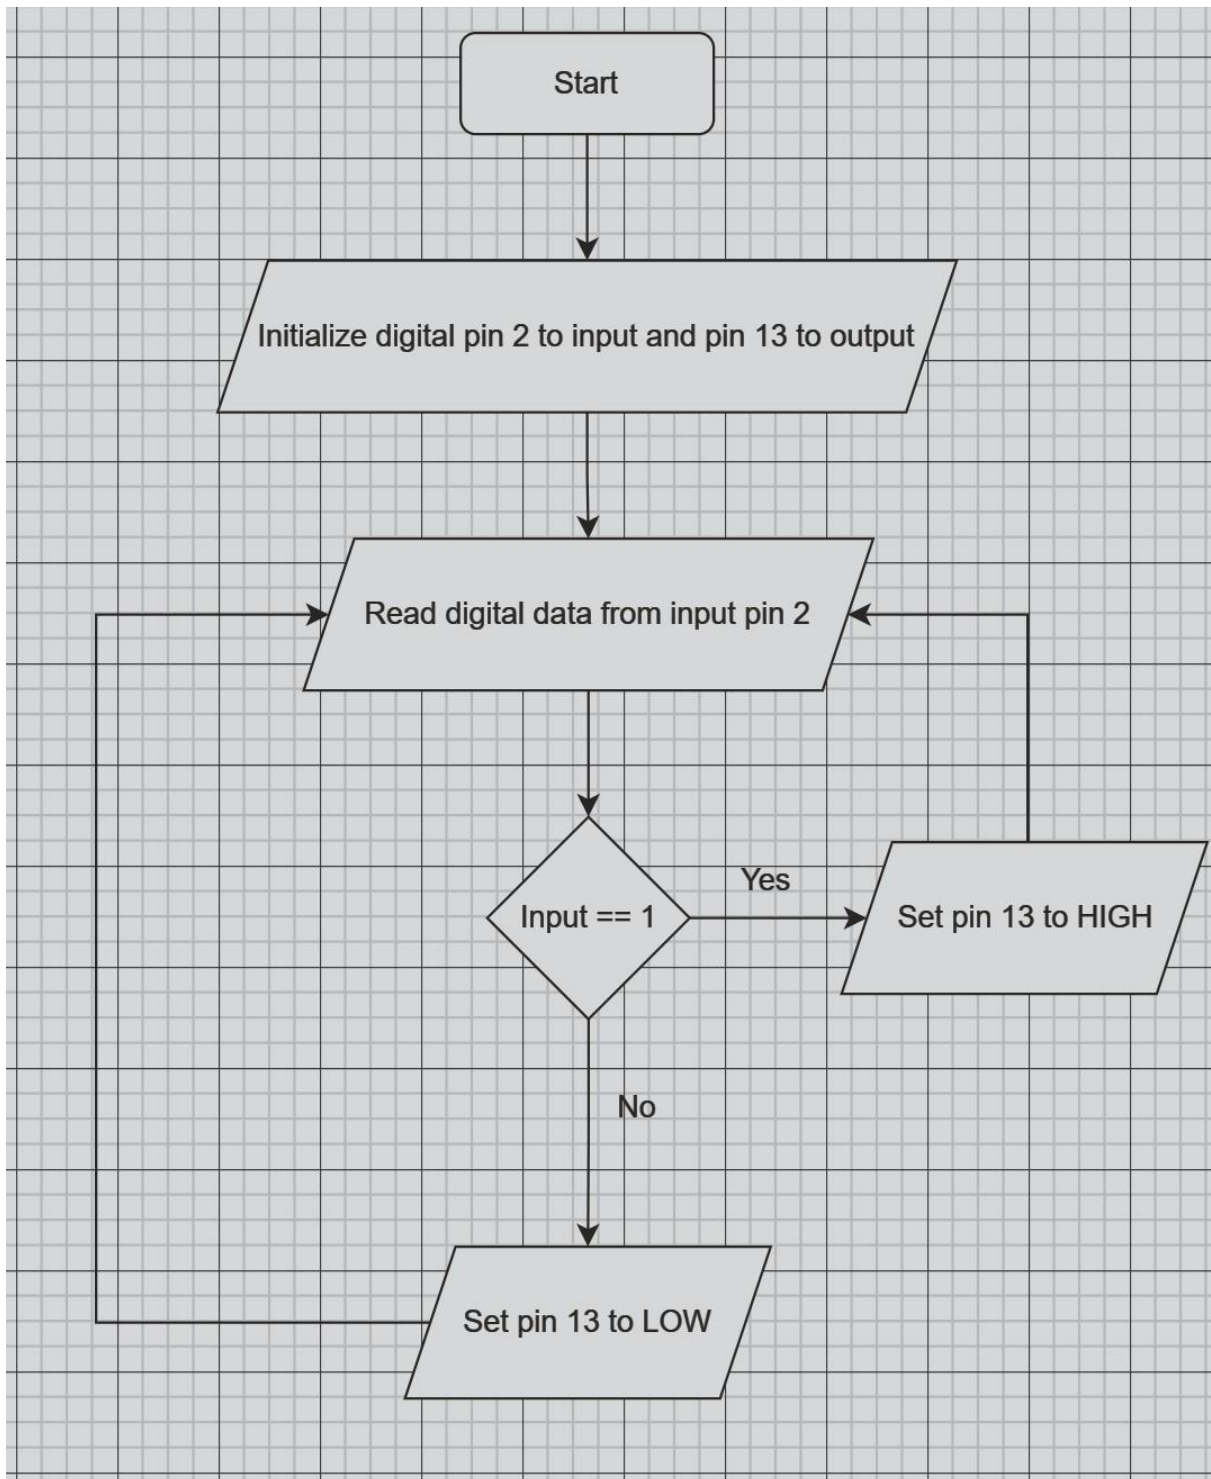 Start
Initialize digital pin 2 to input and pin 13 to output
Read digital data from input pin 2
Input == 1
Yes
Set pin 13 to HIGH
No
Set pin 13 to LOW